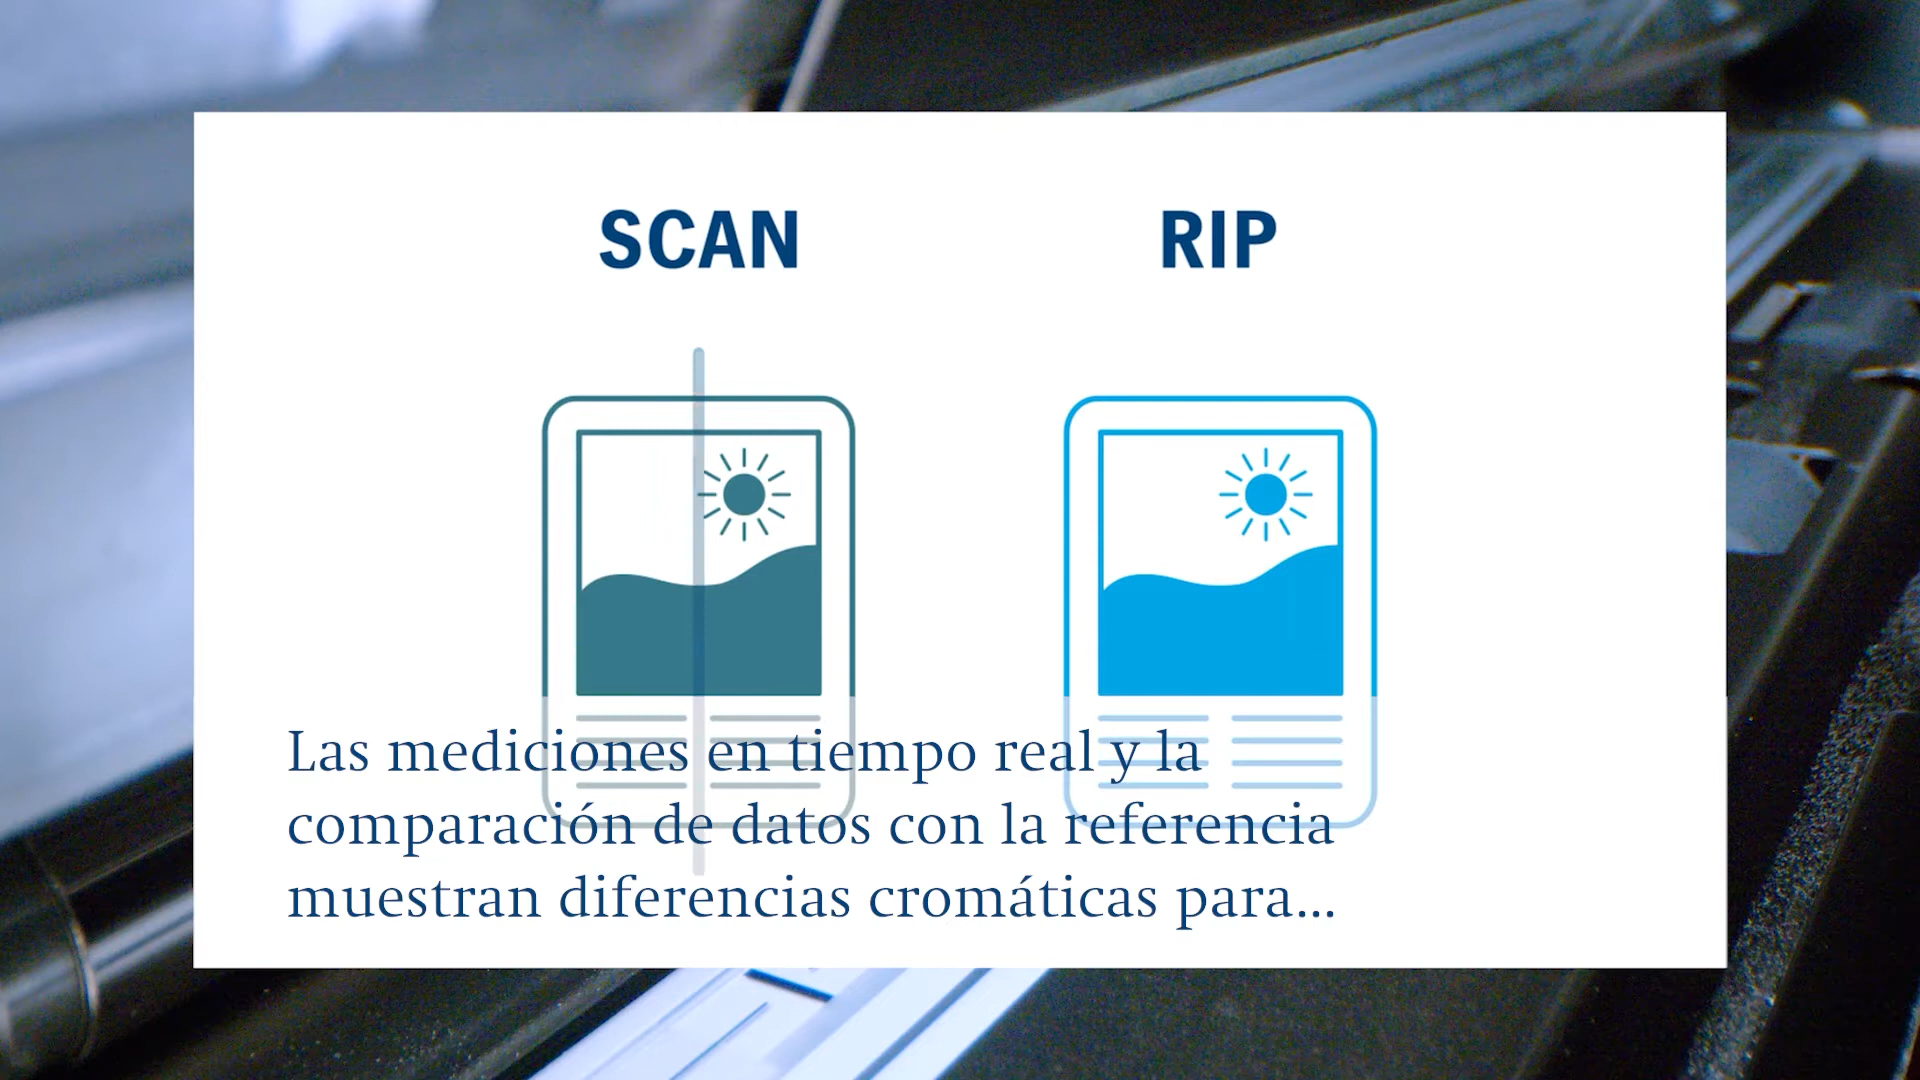 SCAN
RIP
Las mediciones en tiempo real y la
comparación de datos con la referencia
muestran diferencias cromáticas para...